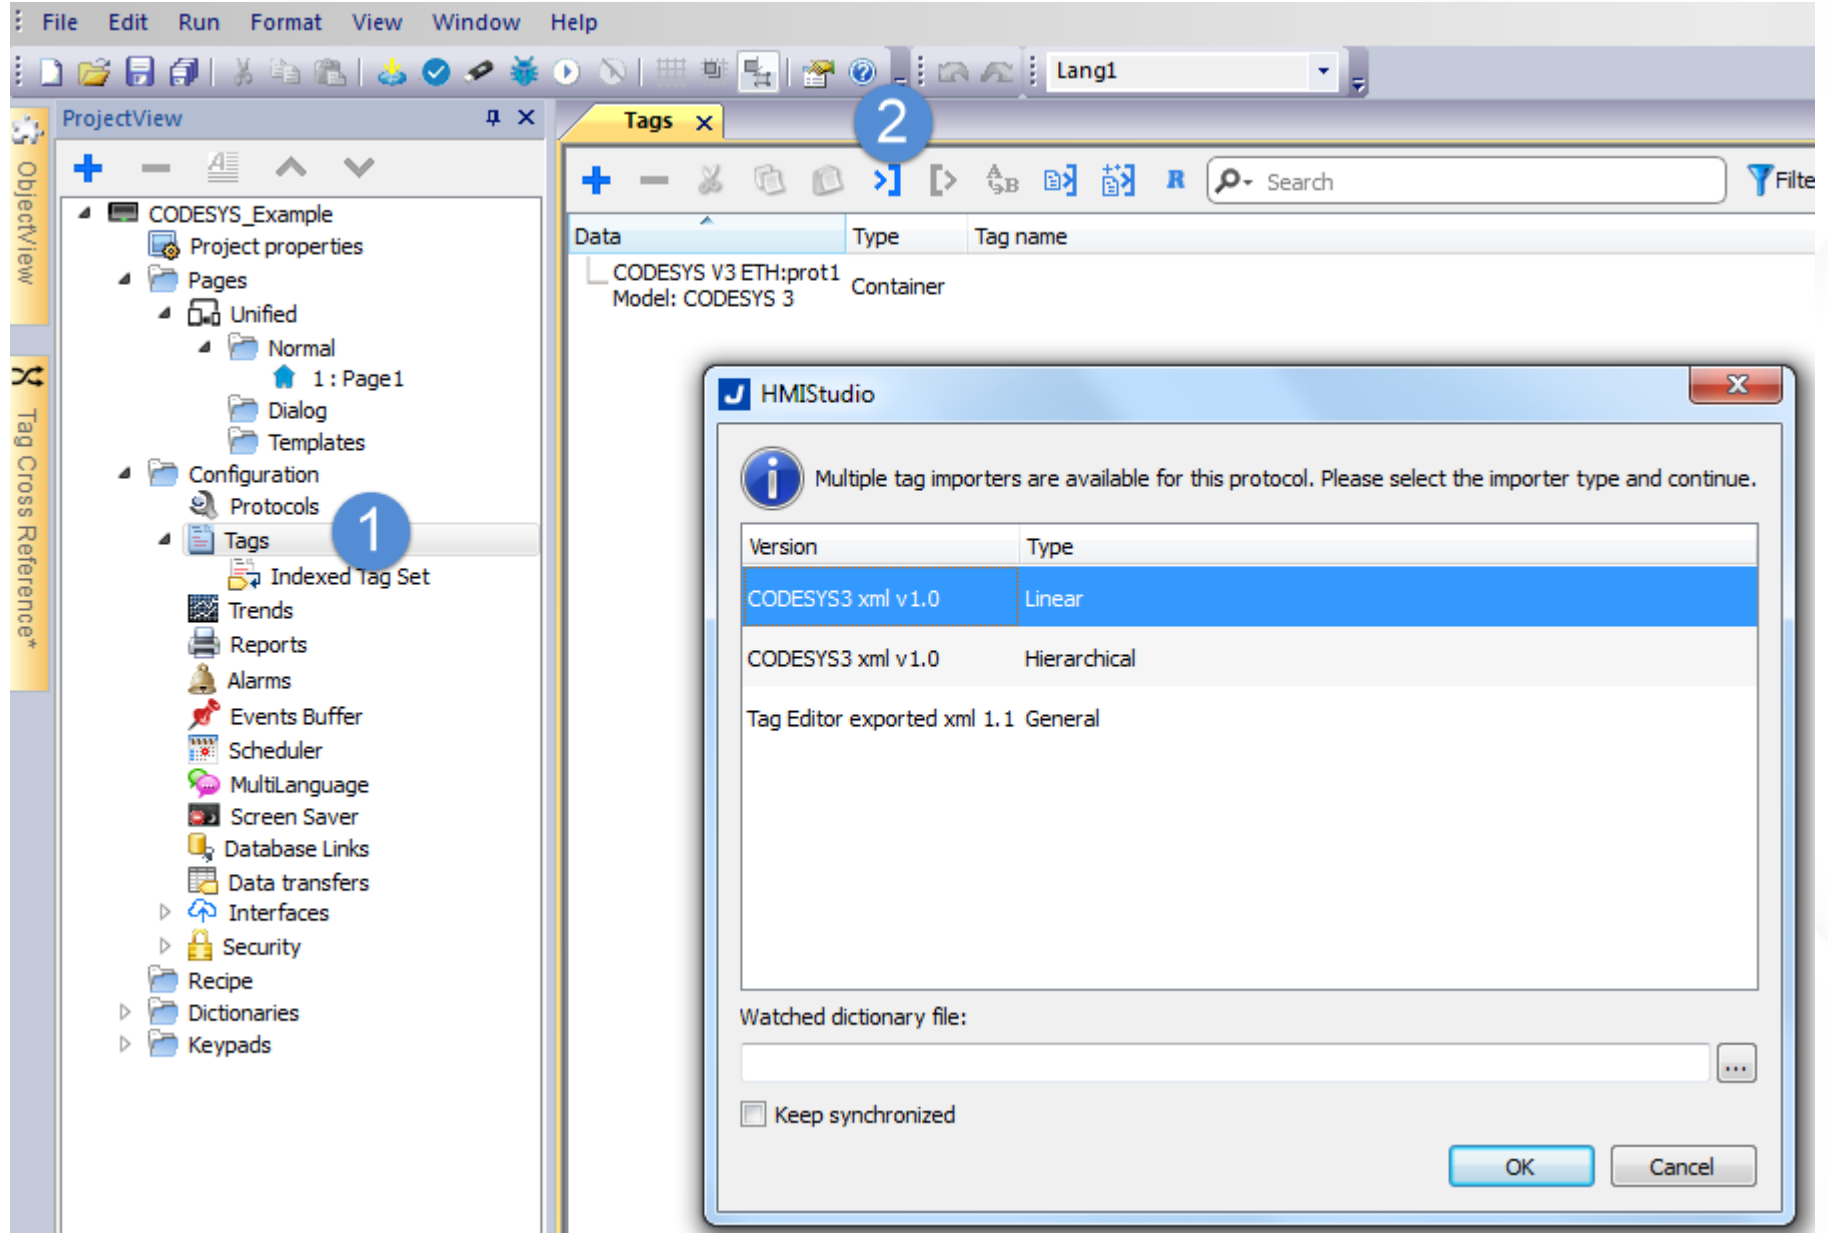 File Edit Run Format View Window Help
Lang1
ProjectView
Tags
2
ObjectView
Tag Cross Reference*
CODESYS_Example
Project properties
Pages
Unified
Normal
1 : Page1
Dialog
Templates
Configuration
Protocols
1
Tags
Indexed Tag Set
Trends
Reports
Alarms
Events Buffer
Scheduler
MultiLanguage
Screen Saver
Database Links
Data transfers
Interfaces
Security
Recipe
Dictionaries
Keypads
R Search Filte
Data Type Tag name
CODESYS V3 ETH:prot1
Model: CODESYS 3 Container
HMIStudio
Multiple tag importers are available for this protocol. Please select the importer type and continue.
Version Type
CODESYS3 xml v1.0 Linear
CODESYS3 xml v1.0 Hierarchical
Tag Editor exported xml 1.1 General
Watched dictionary file:
...
Keep synchronized
OK Cancel